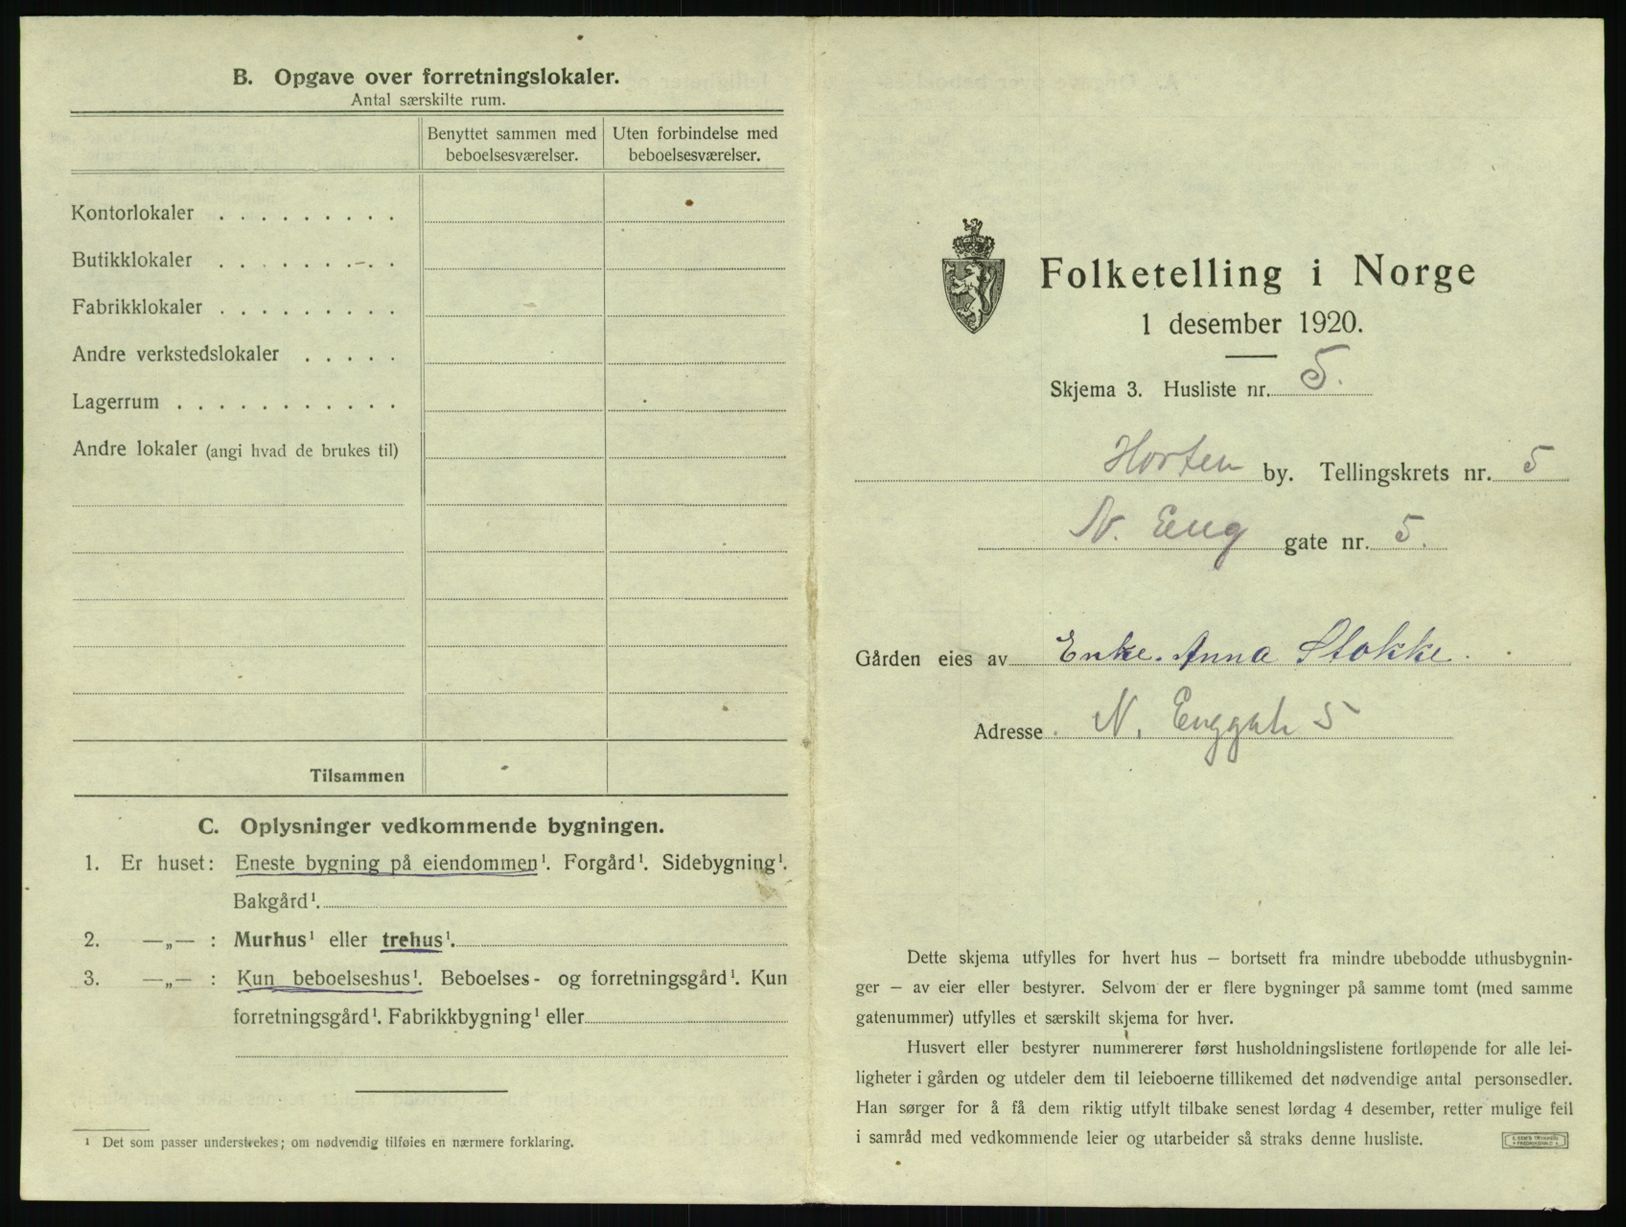 B. Opgave over forretningslokaler.
Antal særskilte rum.
Benyttet sammen med beboelsesværelser.
Uten forbindelse med beboelsesværelser.
Kontorlokaler . . . . . . . . .
Butikklokaler . . . . . . . . .
Fabrikklokaler . . . . . . . . .
Andre verkstedslokaler . . . . .
Lagerrum . . . . . . . . . . .
Andre lokaler (angi hvad de brukes til)
Tilsammen
C. Oplysninger vedkommende bygningen.
1. Er huset: Eneste bygning på eiendommen¹. Forgård¹. Sidebygning¹.
Bakgård¹.
2. —„— : Murhus¹ eller trehus¹.
3. —„— : Kun beboelseshus¹. Beboelses- og forretningsgård¹. Kun
forretningsgård¹. Fabrikkbygning¹ eller
¹ Det som passer understrekes; om nødvendig tilføies en nærmere forklaring.
Folketelling i Norge
1 desember 1920.
Skjema 3. Husliste nr. 5.
Horten by. Tellingskrets nr. 5
N. Eng gate nr. 5.
Gården eies av Enke. Anna Stokke.
Adresse N. Enggate 5
Dette skjema utfylles for hvert hus – bortsett fra mindre ubebodde uthusbygnin-
ger – av eier eller bestyrer. Selvom der er flere bygninger på samme tomt (med samme
gatenummer) utfylles et særskilt skjema for hver.
Husvert eller bestyrer nummererer først husholdningslistene fortløpende for alle lei-
ligheter i gården og utdeler dem til leieboerne tillikemed det nødvendige antal personsedler.
Han sørger for å få dem riktig utfylt tilbake senest lørdag 4 desember, retter mulige feil
i samråd med vedkommende leier og utarbeider så straks denne husliste.